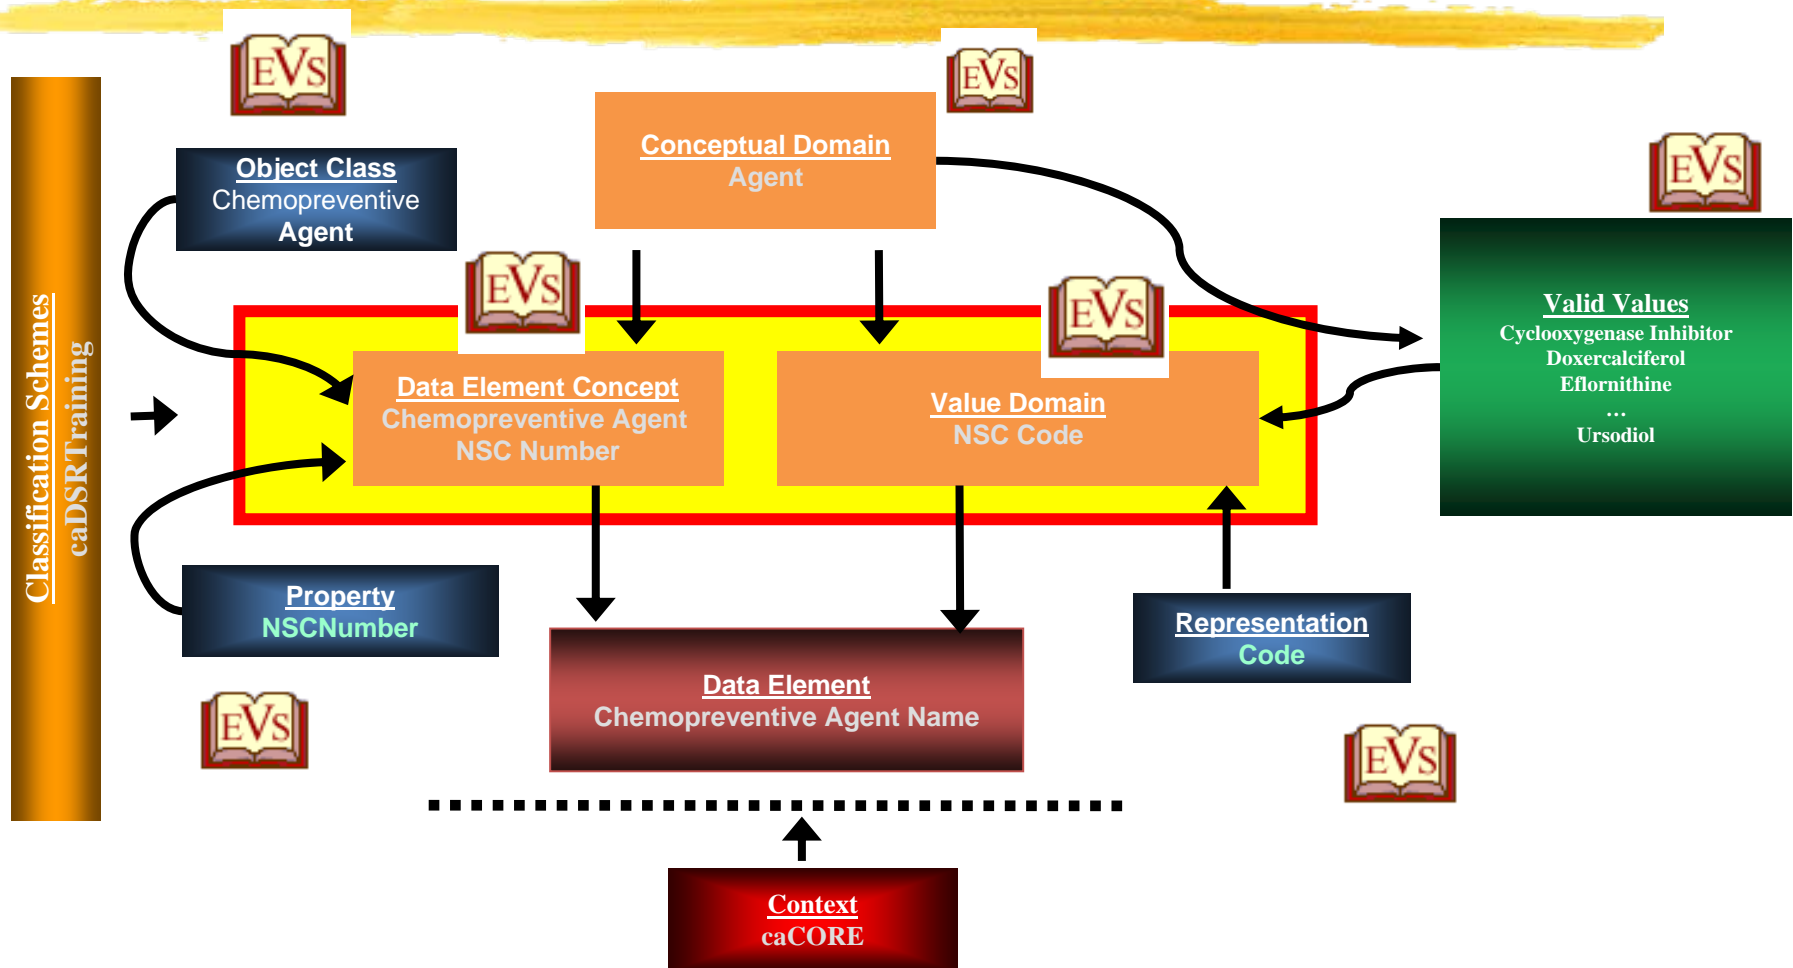 EVS
EVS
Conceptual Domain
Agent
EVS
Object Class
Chemopreventive
Agent
EVS
EVS
Valid Values
Cyclooxygenase Inhibitor
Doxercalciferol
Eflornithine
...
Ursodiol
Classification Schemes
caDSRTraining
Data Element Concept
Chemopreventive Agent
NSC Number
Value Domain
NSC Code
Property
NSCNumber
Representation
Code
Data Element
Chemopreventive Agent Name
EVS
EVS
Context
caCORE